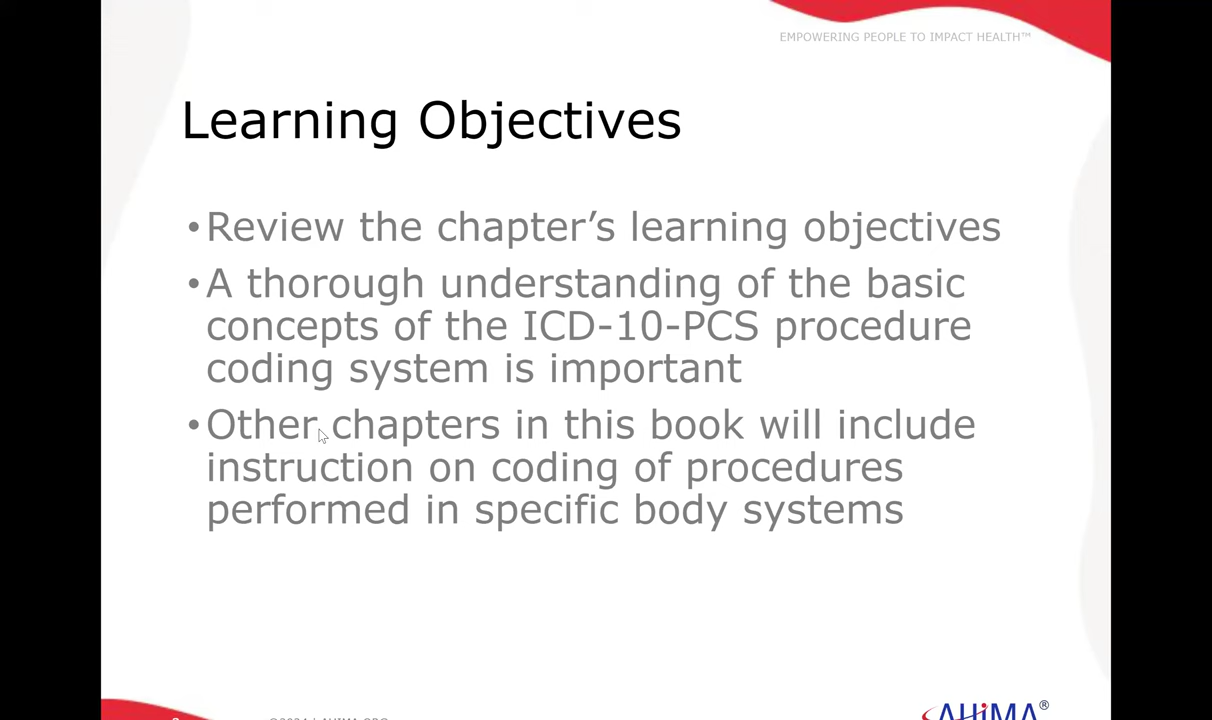 EMPOWERING PEOPLE TO IMPACT HEALTH™
Learning Objectives
•Review the chapter’s learning objectives
•A thorough understanding of the basic
concepts of the ICD-10-PCS procedure
coding system is important
•Other chapters in this book will include
instruction on coding of procedures
performed in specific body systems
AHIMA®